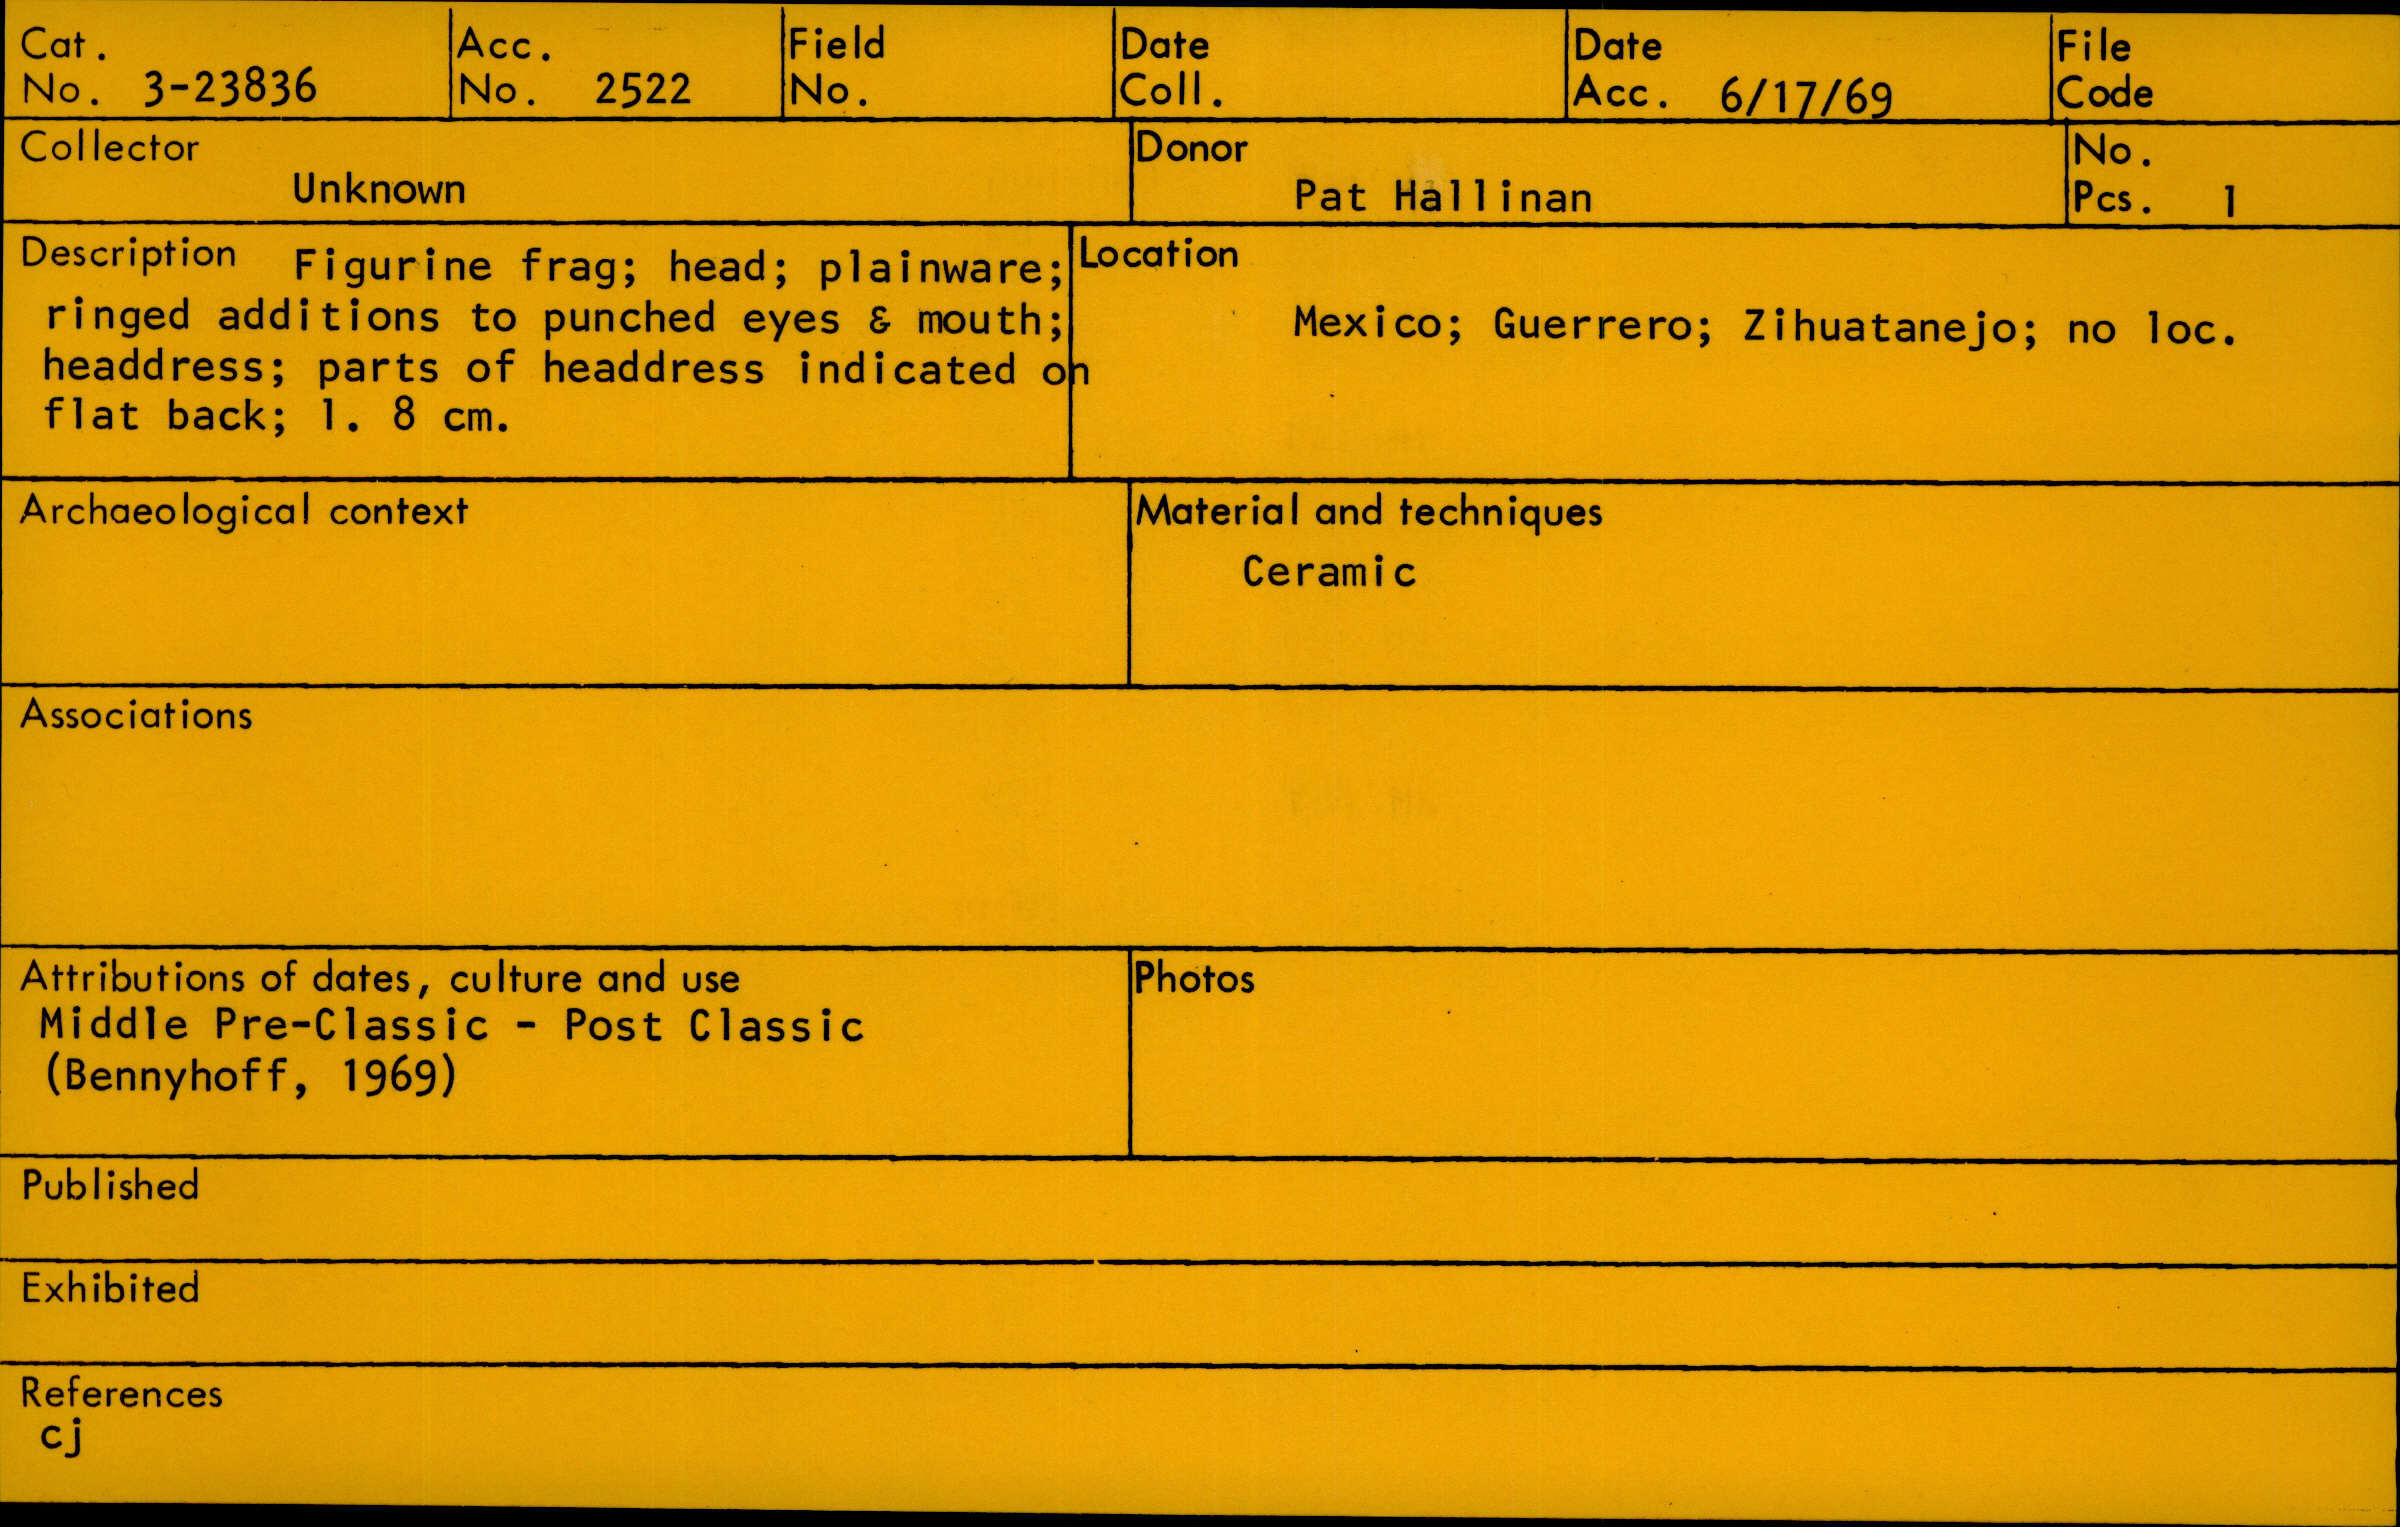 Cat.
No. 3-23836
Acc.
No. 2522
Field
No.
Date
Coll.
Date
Acc. 6/17/69
File
Code
Collector
Unknown
Donor
Pat Hallinan
No.
Pcs. 1
Description Figurine frag; head; plainware;
ringed additions to punched eyes & mouth;
headdress; parts of headdress indicated on
flat back; l. 8 cm.
Location
Mexico; Guerrero; Zihuatanejo; no loc.
Archaeological context
Material and techniques
Ceramic
Associations
Attributions of dates, culture and use
Middle Pre-Classic - Post Classic
(Bennyhoff, 1969)
Photos
Published
Exhibited
References
cj